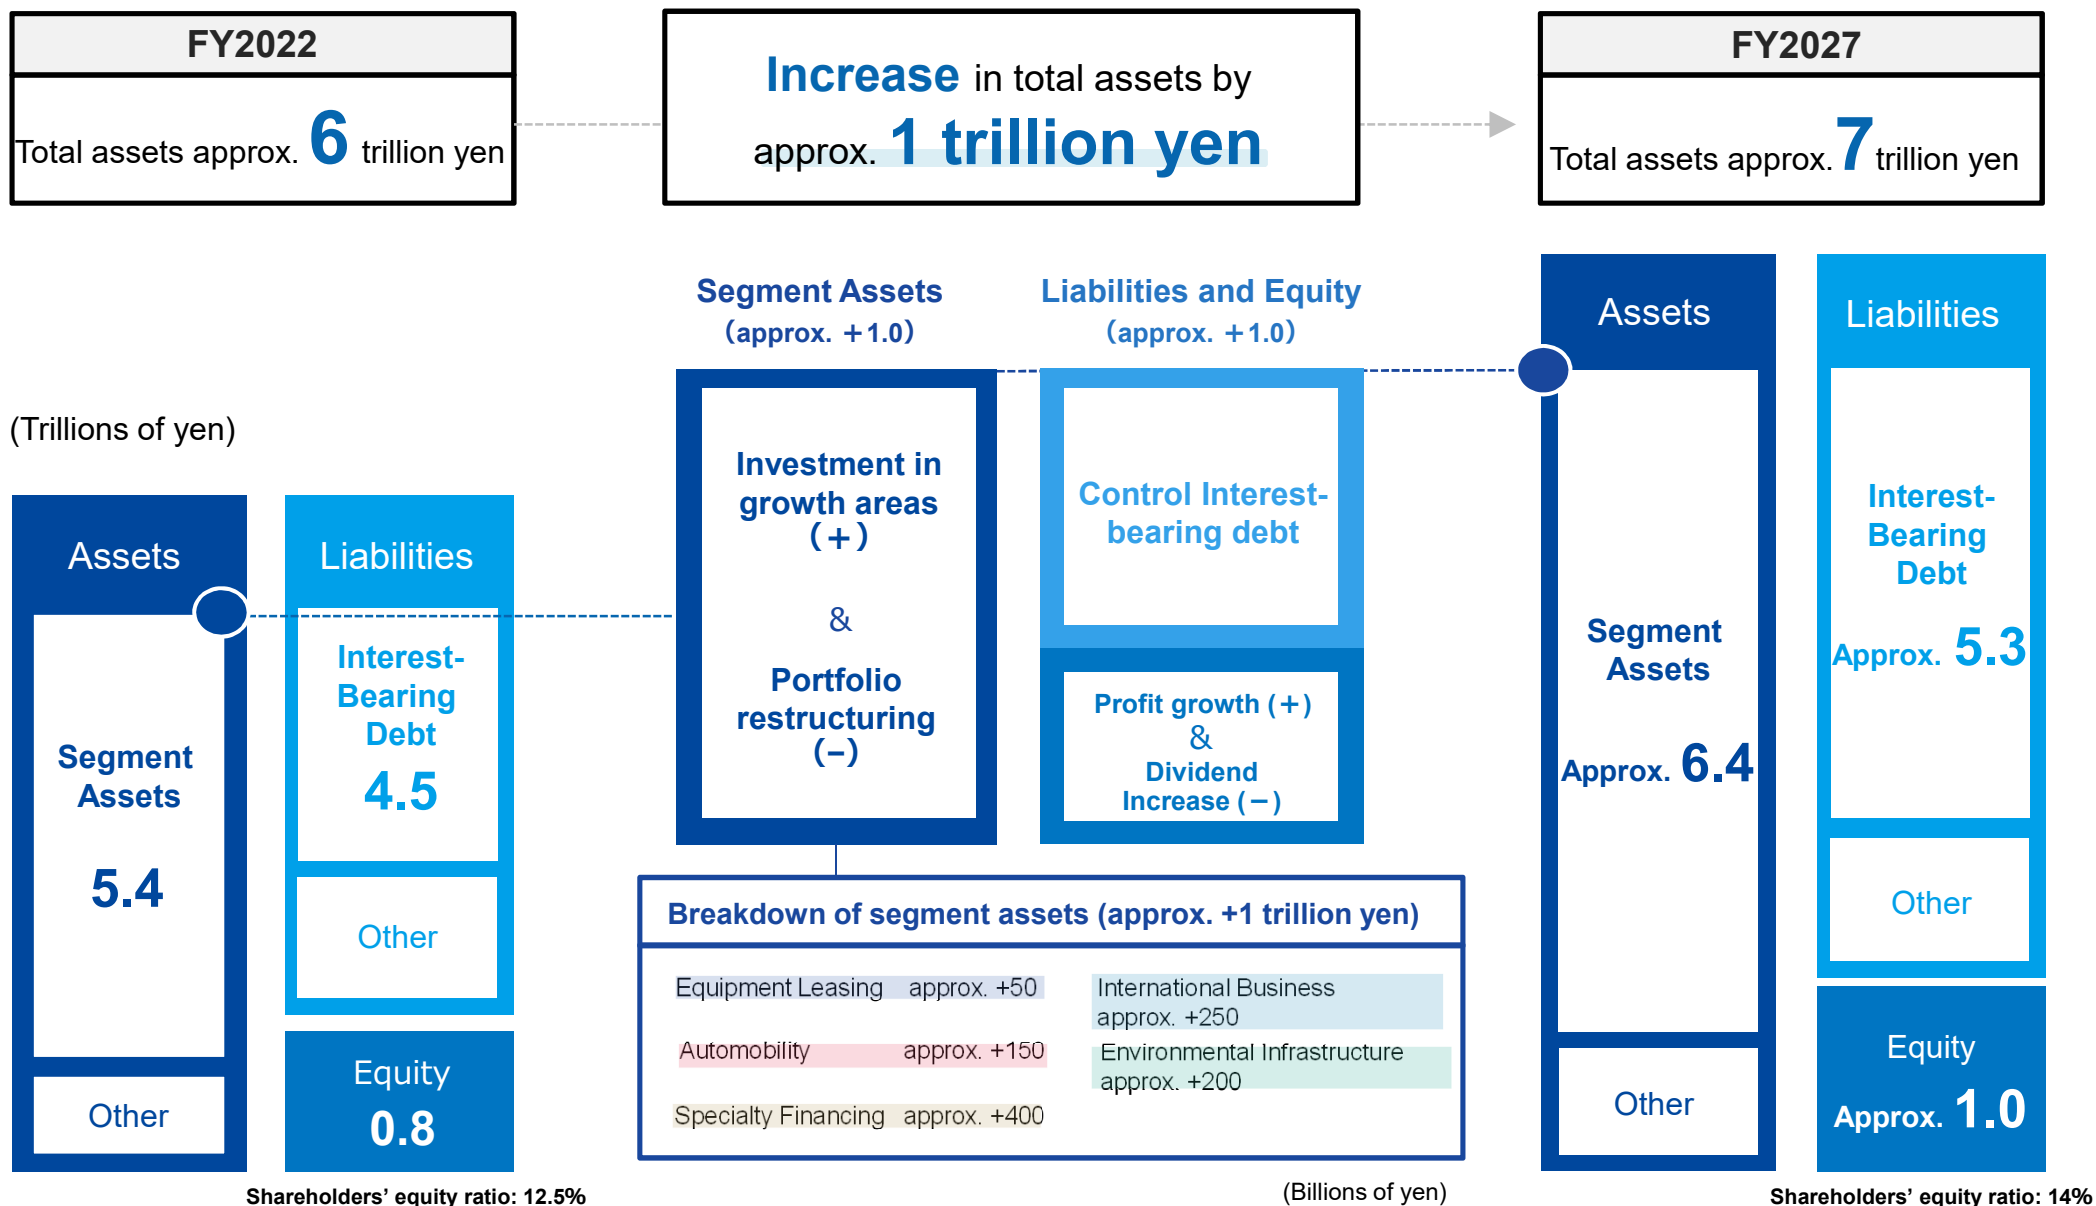 FY2022
Total assets approx. 6 trillion yen
Increase in total assets by
approx. 1 trillion yen
FY2027
Total assets approx. 7 trillion yen
(Trillions of yen)
Assets
Segment
Assets
5.4
Other
Liabilities
Interest-
Bearing
Debt
4.5
Other
Equity
0.8
Shareholders’ equity ratio: 12.5%
Segment Assets
(approx. +1.0)
Investment in
growth areas
(+)
&
Portfolio
restructuring
(−)
Liabilities and Equity
(approx. +1.0)
Control Interest-
bearing debt
Profit growth (+)
&
Dividend
Increase (−)
Breakdown of segment assets (approx. +1 trillion yen)
Equipment Leasing approx. +50
Automobility approx. +150
Specialty Financing approx. +400
International Business
approx. +250
Environmental Infrastructure
approx. +200
(Billions of yen)
Assets
Segment
Assets
Approx. 6.4
Other
Liabilities
Interest-
Bearing
Debt
Approx. 5.3
Other
Equity
Approx. 1.0
Shareholders’ equity ratio: 14%